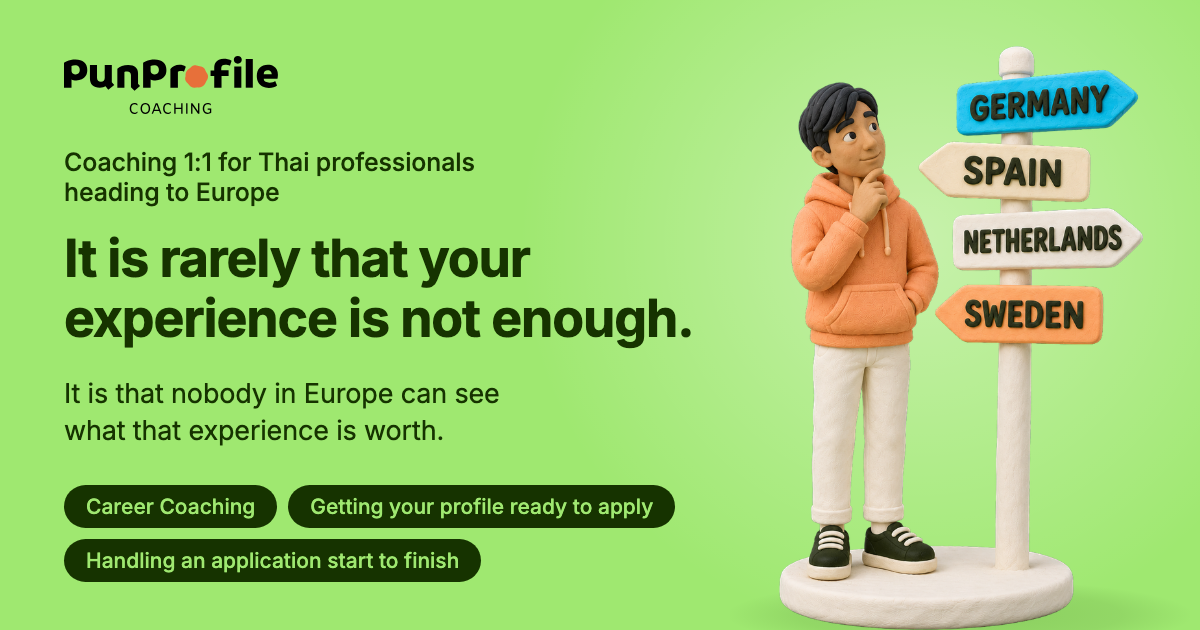 PunProfile
COACHING
Coaching 1:1 for Thai professionals
heading to Europe
It is rarely that your
experience is not enough.
It is that nobody in Europe can see
what that experience is worth.
Career Coaching
Getting your profile ready to apply
Handling an application start to finish
GERMANY
SPAIN
NETHERLANDS
SWEDEN